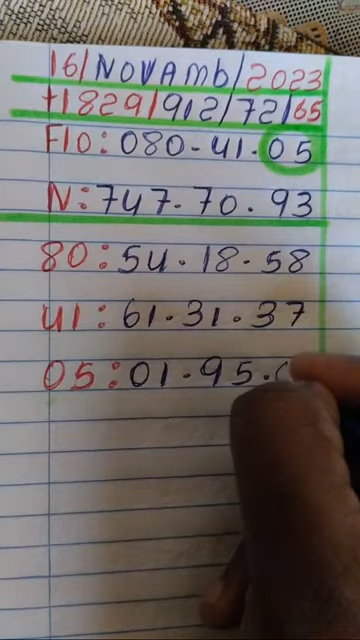 16/NOVAMb/2023
+1829/912/72/65
F10:080-41-05
N:747-70-93
80:54-18-58
41:61-31-37
05:01-95-